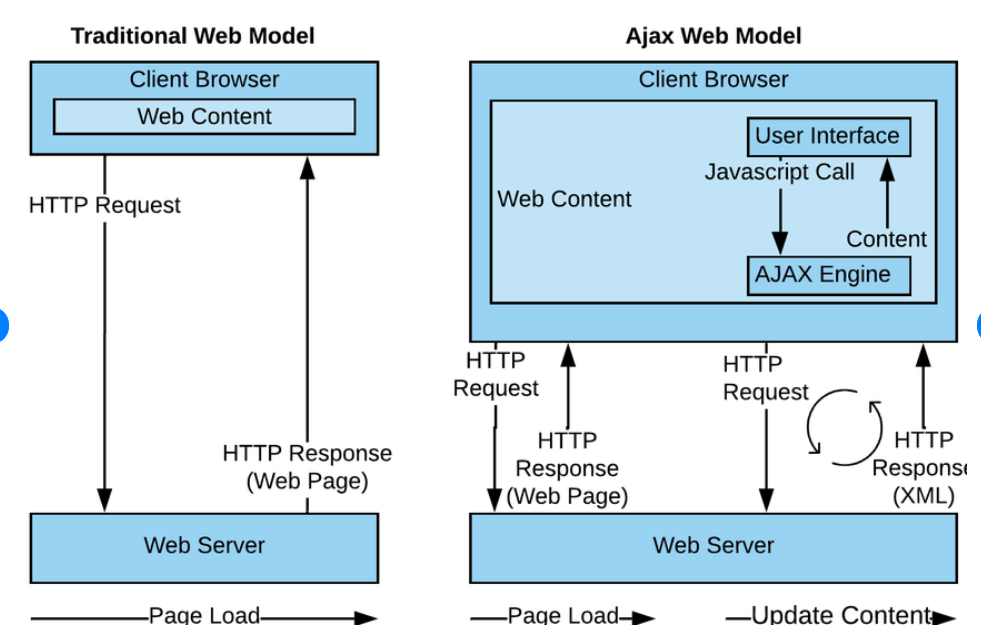 Traditional Web Model
Client Browser
Web Content
HTTP Request
HTTP Response
(Web Page)
Web Server
Page Load
Ajax Web Model
Client Browser
User Interface
Javascript Call
Web Content
Content
AJAX Engine
HTTP
Request
HTTP
Response
(Web Page)
HTTP
Request
HTTP
Response
(XML)
Web Server
Page Load
Update Content